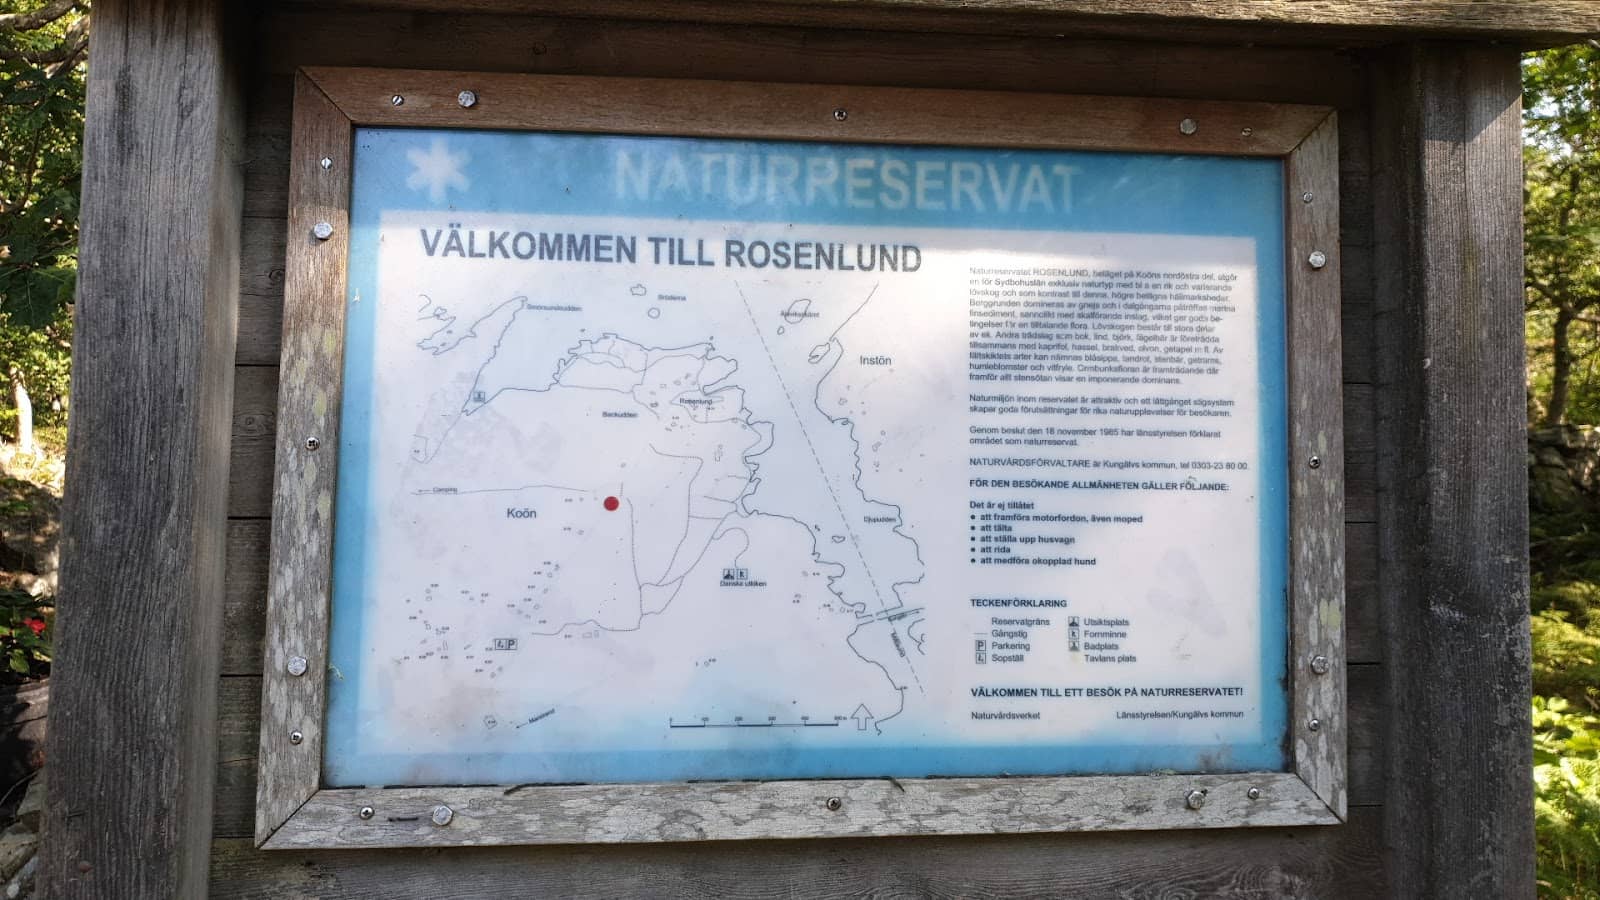 NATURRESERVAT
VÄLKOMMEN TILL ROSENLUND
Naturreservatet ROSENLUND, beläget på Koöns nordöstra del, utgör
en för Sydbohuslän exklusiv naturtyp med bl a en rik och varierande
lövskog och som kontrast till denna, högre belägna hällmarkshedar.
Berggrunden domineras av gnejs och i dalgångarna påträffas marina
finsediment, sannolikt med skalförande inslag, vilket ger goda be-
tingelser för en tilltalande flora. Lövskogen består till stora delar
av ek. Andra trädslag som bok, lind, björk, fågelbär är företrädda
tillsammans med kaprifol, hassel, brakved, olvon, getapel m fl. Av
fältskiktets arter kan nämnas blåsippa, landrof, stenbär, getrams,
humleblomster och vitfryle. Ormbunksfloran är framträdande där
framför allt stensötan visar en imponerande dominans.
Naturmiljön inom reservatet är attraktiv och ett lättgånget stigsystem
skapar goda förutsättningar för rika naturupplevelser för besökaren.
Genom beslut den 18 november 1985 har länsstyrelsen förklarat
området som naturreservat.
NATURVÅRDSFÖRVALTARE är Kungälvs kommun, tel 0303-23 80 00.
FÖR DEN BESÖKANDE ALLMÄNHETEN GÄLLER FÖLJANDE:
Det är ej tillåtet
● att framföra motorfordon, även moped
● att tälta
● att ställa upp husvagn
● att rida
● att medföra okopplad hund
TECKENFÖRKLARING
Reservatgräns
Gångstig
P Parkering
Sopställ
Utsiktsplats
Fornminne
Badplats
Tavlans plats
VÄLKOMMEN TILL ETT BESÖK PÅ NATURRESERVATET!
Naturvårdsverket
Länsstyrelsen/Kungälvs kommun
Bröderna
Instön
Rosenlund
Backudden
Camping
Koön
Djupudden
Danska utkiken
P
Marstrand